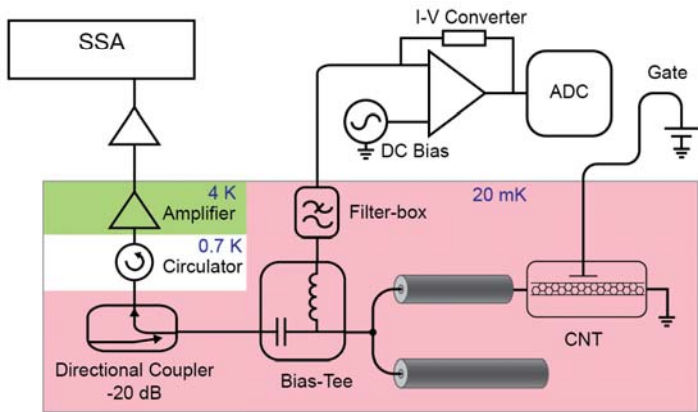 I-V Converter
SSA
Gate
ADC
DC Bias
4 K
Amplifier
Filter-box
20 mK
0.7 K
Circulator
CNT
Directional Coupler
-20 dB
Bias-Tee